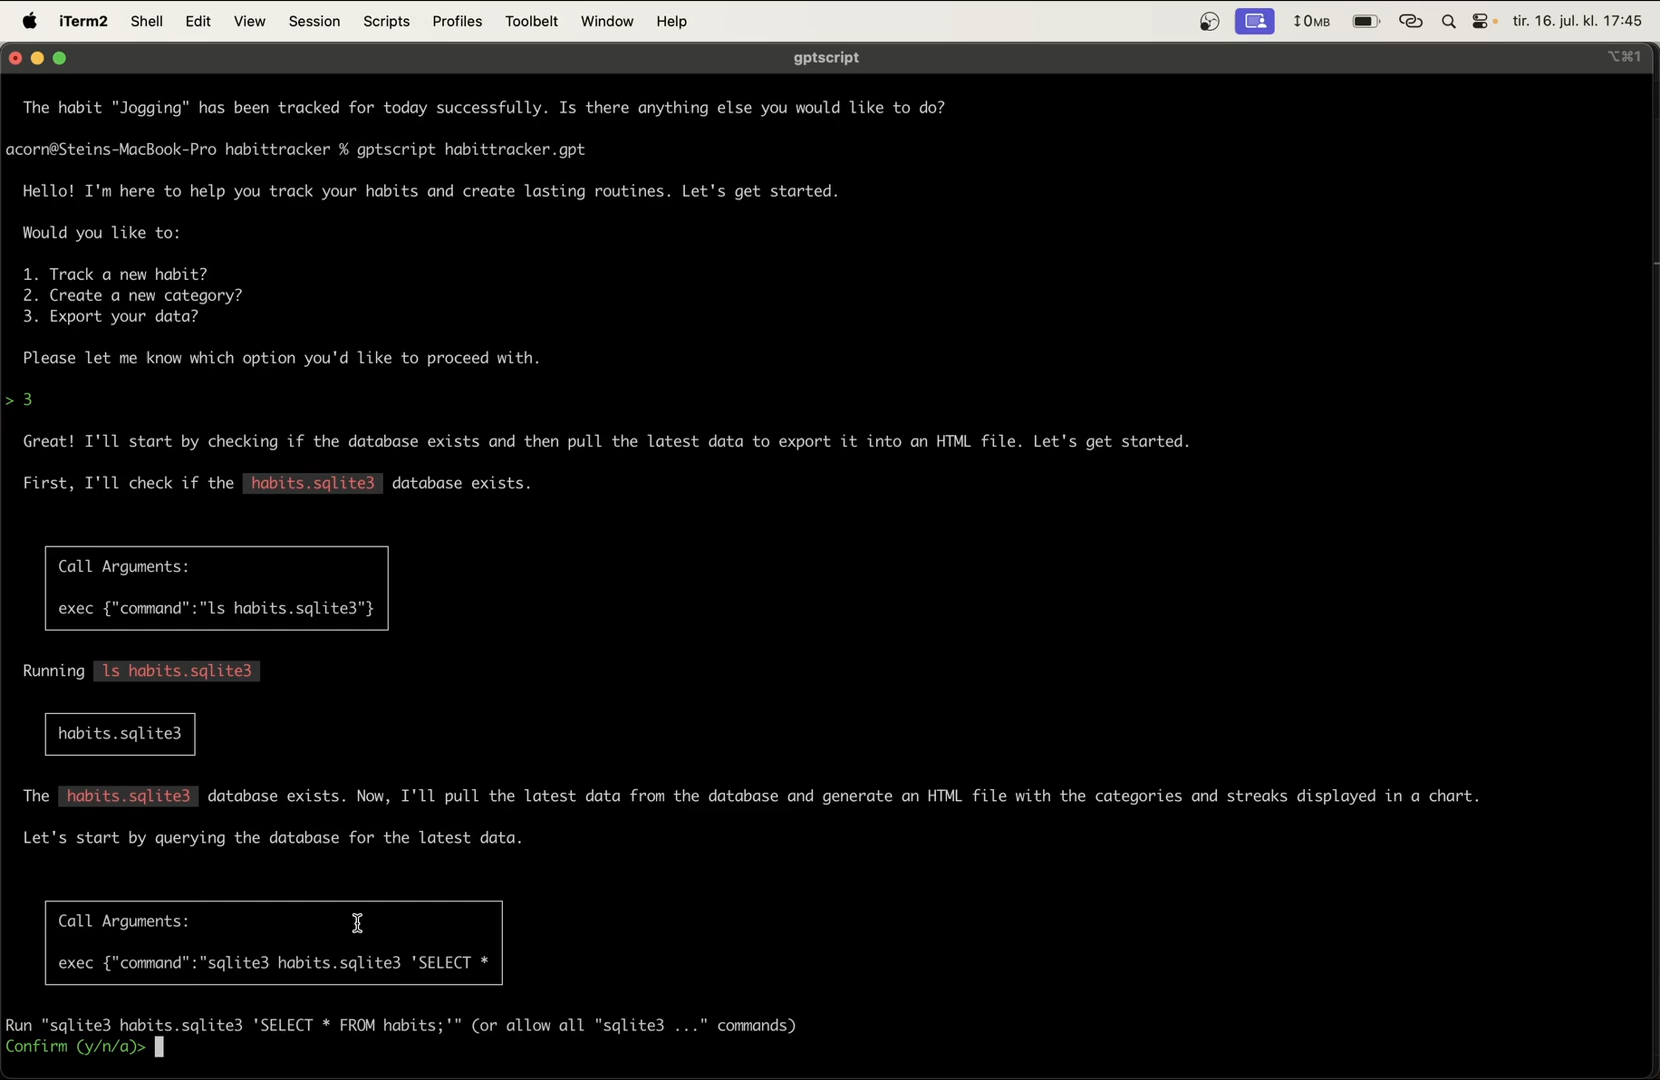 iTerm2 Shell Edit View Session Scripts Profiles Toolbelt Window Help ↕0MB tir. 16. jul. kl. 17:45
gptscript ⌥⌘1
The habit "Jogging" has been tracked for today successfully. Is there anything else you would like to do?
acorn@Steins-MacBook-Pro habittracker % gptscript habittracker.gpt
Hello! I'm here to help you track your habits and create lasting routines. Let's get started.
Would you like to:
1. Track a new habit?
2. Create a new category?
3. Export your data?
Please let me know which option you'd like to proceed with.
> 3
Great! I'll start by checking if the database exists and then pull the latest data to export it into an HTML file. Let's get started.
First, I'll check if the habits.sqlite3 database exists.
Call Arguments:
exec {"command":"ls habits.sqlite3"}
Running ls habits.sqlite3
habits.sqlite3
The habits.sqlite3 database exists. Now, I'll pull the latest data from the database and generate an HTML file with the categories and streaks displayed in a chart.
Let's start by querying the database for the latest data.
Call Arguments:
exec {"command":"sqlite3 habits.sqlite3 'SELECT *
Run "sqlite3 habits.sqlite3 'SELECT * FROM habits;'" (or allow all "sqlite3 ..." commands)
Confirm (y/n/a)>